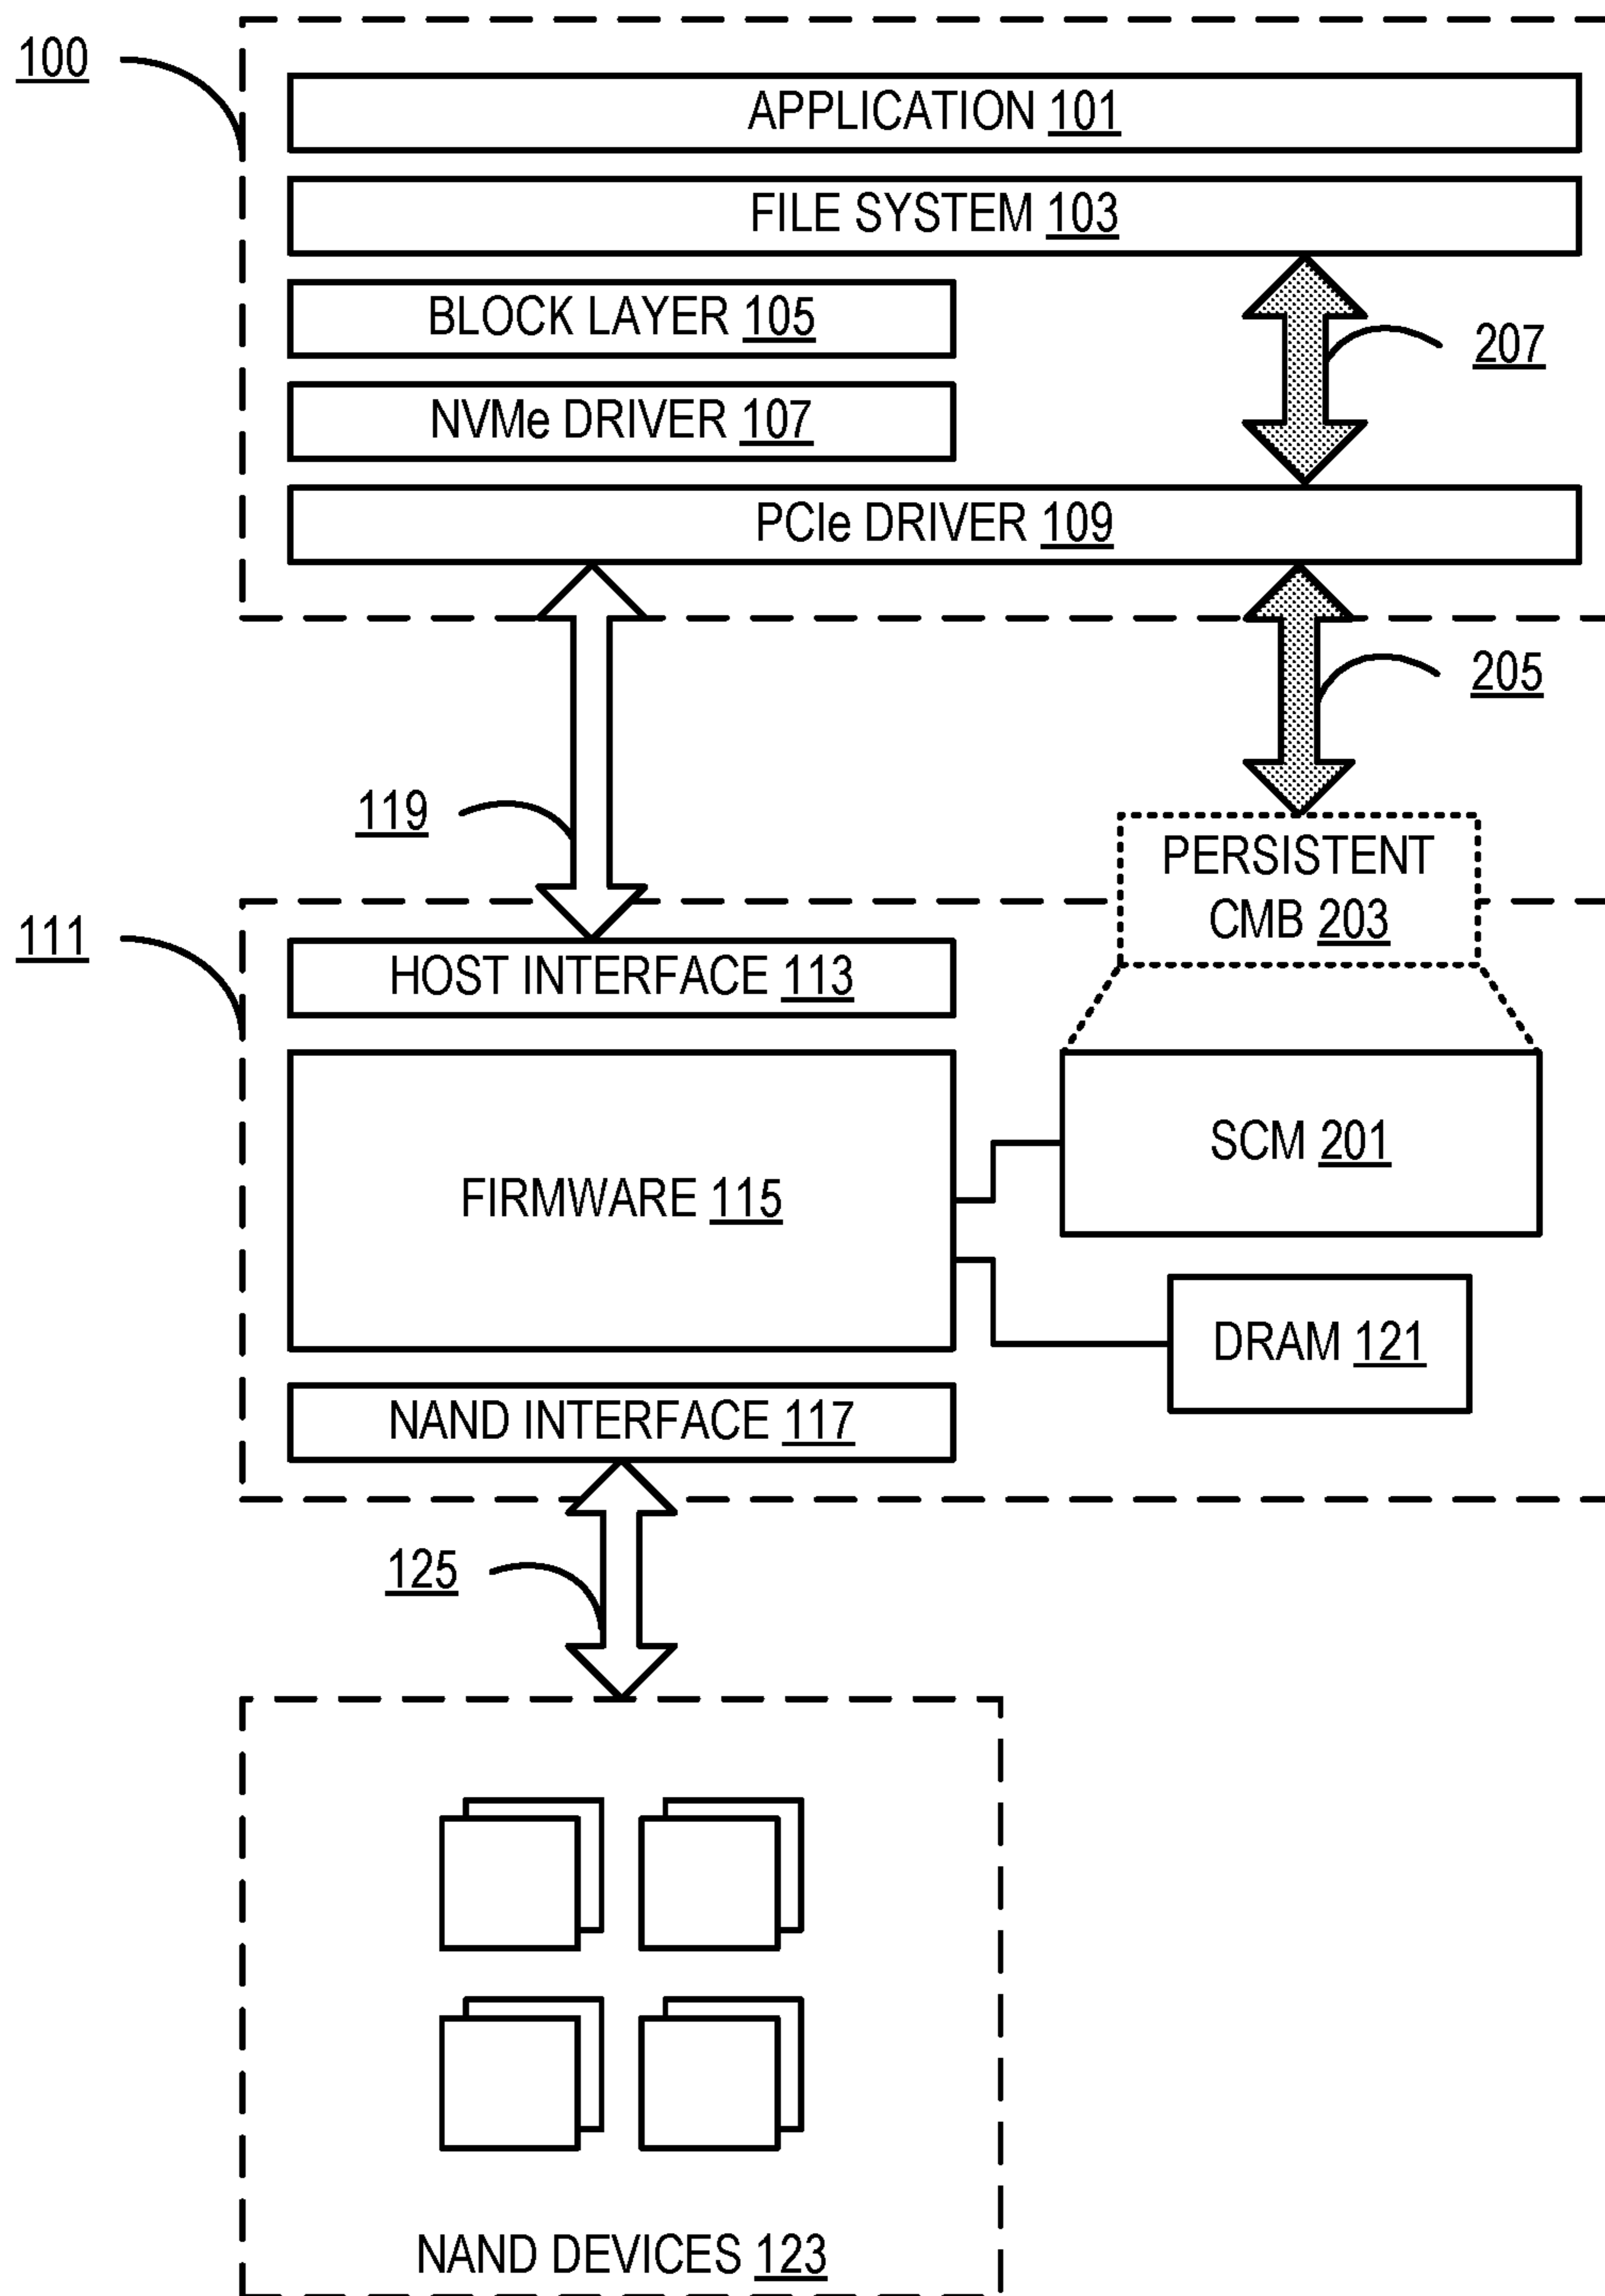 100
APPLICATION 101
FILE SYSTEM 103
BLOCK LAYER 105
207
NVMe DRIVER 107
PCIe DRIVER 109
205
119
PERSISTENT
CMB 203
111
HOST INTERFACE 113
SCM 201
FIRMWARE 115
DRAM 121
NAND INTERFACE 117
125
NAND DEVICES 123